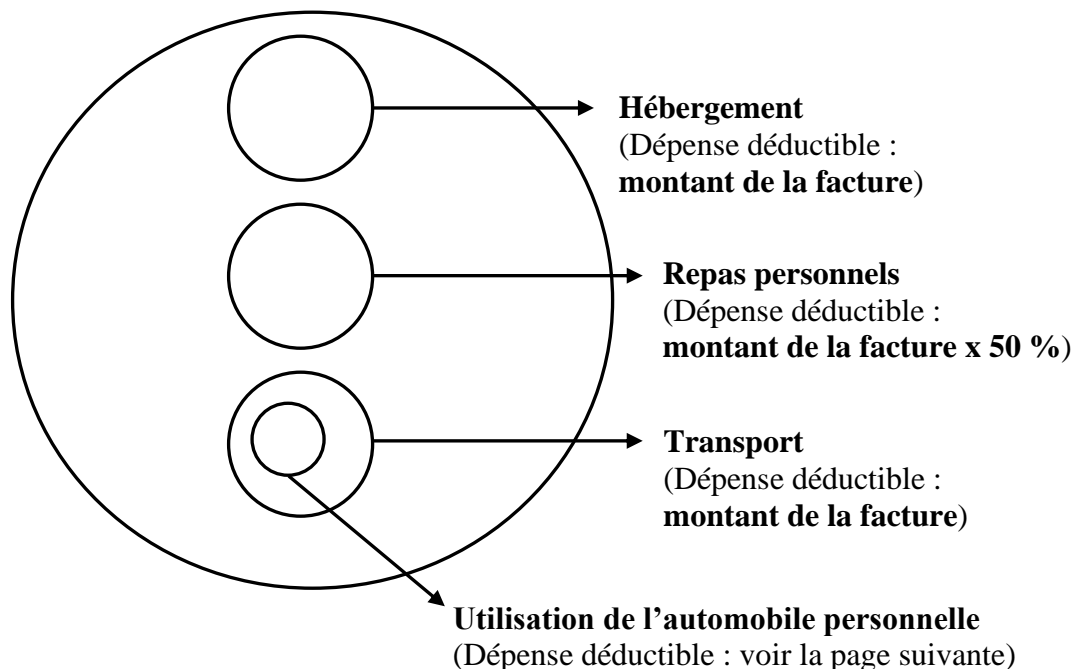 Hébergement
(Dépense déductible :
montant de la facture)
Repas personnels
(Dépense déductible :
montant de la facture x 50 %)
Transport
(Dépense déductible :
montant de la facture)
Utilisation de l’automobile personnelle
(Dépense déductible : voir la page suivante)